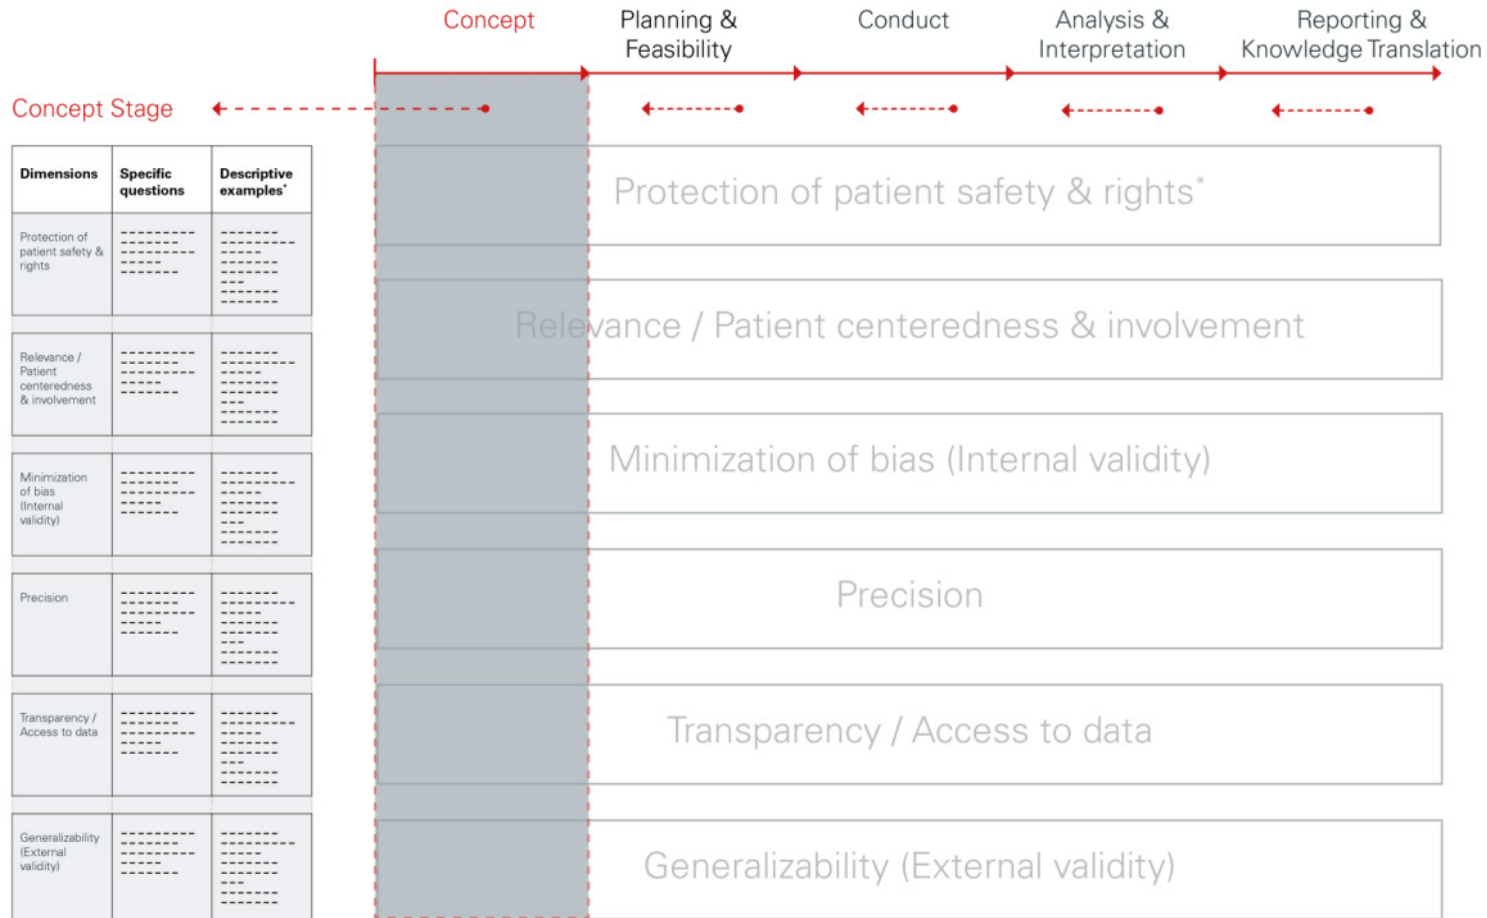 Concept
Planning &
Feasibility
Conduct
Analysis &
Interpretation
Reporting &
Knowledge Translation
Concept Stage
Dimensions
Specific
questions
Descriptive
examples*
Protection of
patient safety &
rights
Relevance /
Patient
centeredness
& involvement
Minimization
of bias
(Internal
validity)
Precision
Transparency /
Access to data
Generalizability
(External
validity)
Protection of patient safety & rights*
Relevance / Patient centeredness & involvement
Minimization of bias (Internal validity)
Precision
Transparency / Access to data
Generalizability (External validity)